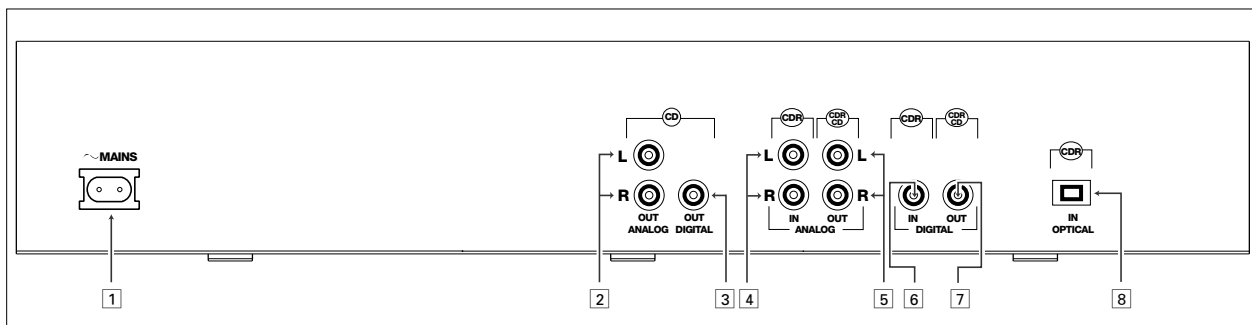 CD
CDR
CDR CD
CDR
CDR CD
CDR
~MAINS
L
L
L
R
R
R
OUT ANALOG
OUT DIGITAL
IN
OUT
ANALOG
IN
OUT
DIGITAL
IN
OPTICAL
1
2
3
4
5
6
7
8